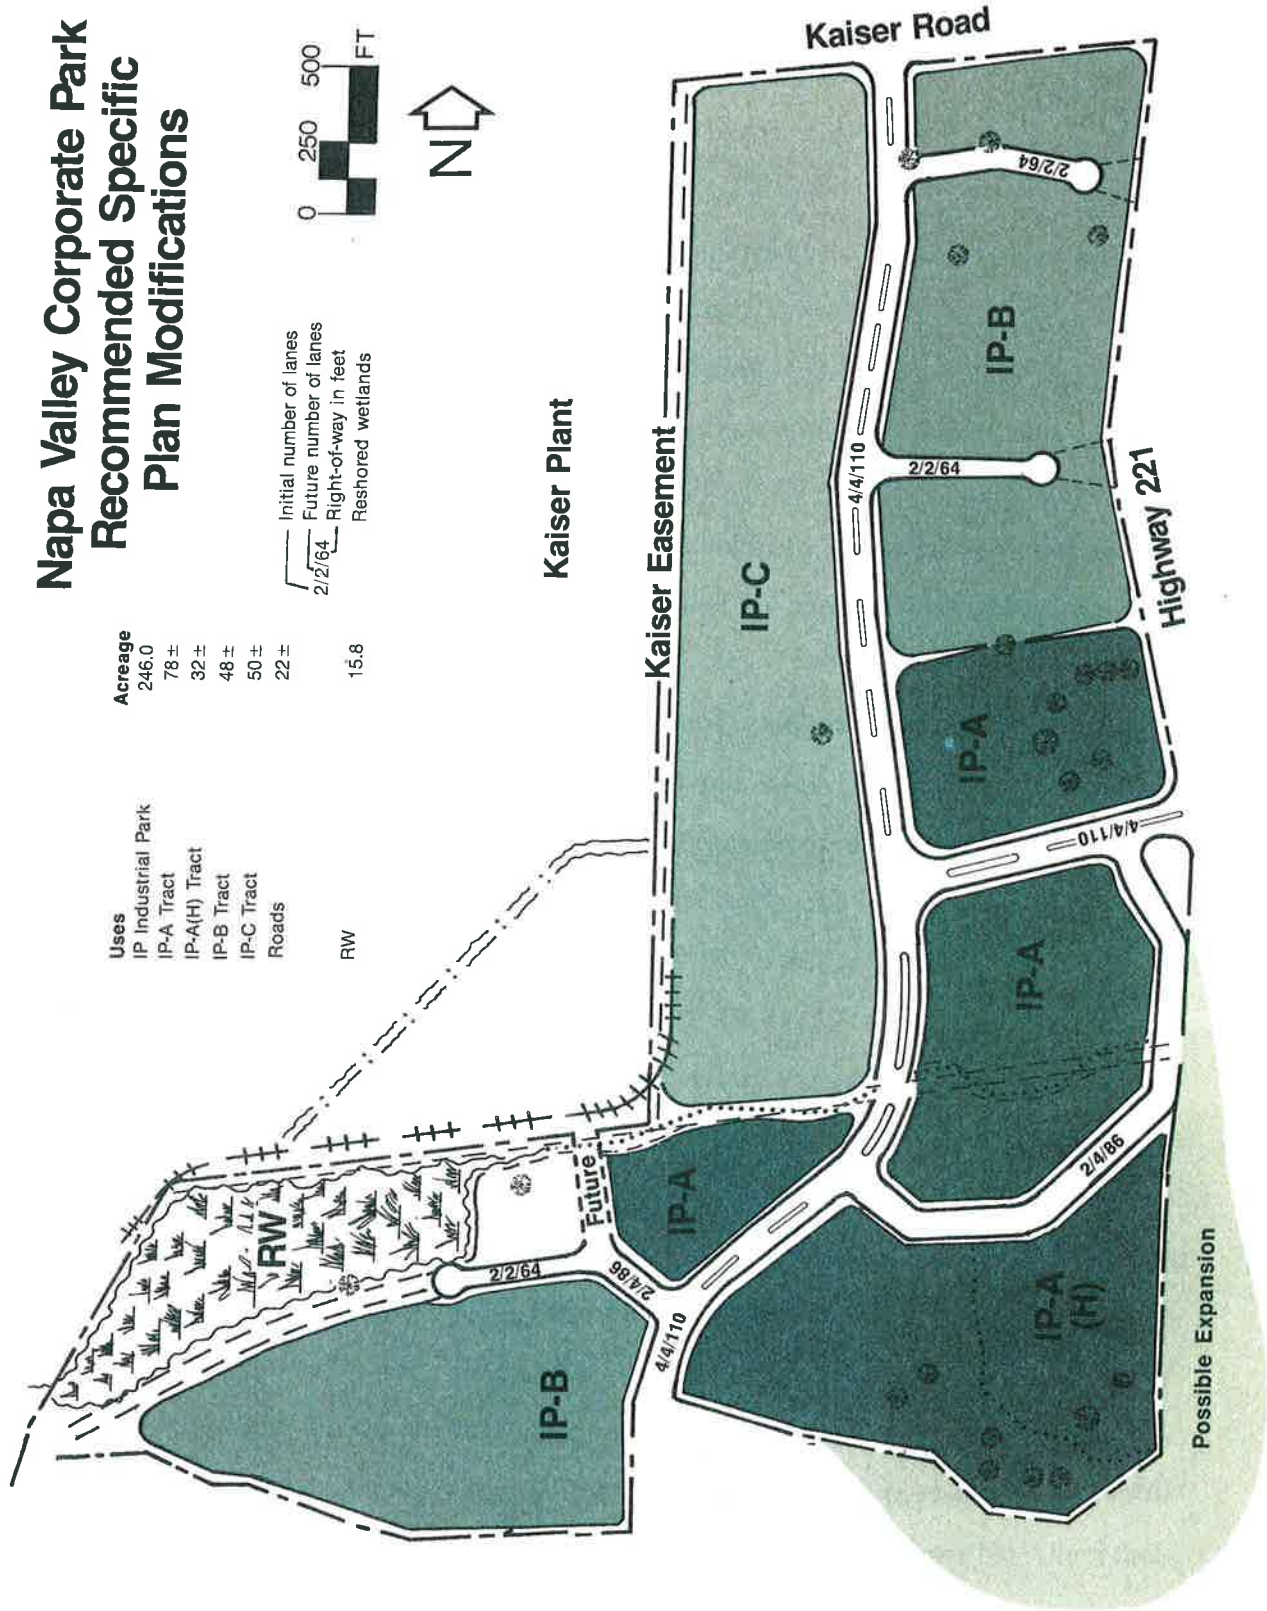 Napa Valley Corporate Park
Recommended Specific
Plan Modifications
0 250 500
FT
N
Uses Acreage
IP Industrial Park 246.0
IP-A Tract 78±
IP-A(H) Tract 32±
IP-B Tract 48±
IP-C Tract 50±
Roads 22±
RW 15.8
Initial number of lanes
Future number of lanes
2/2/64 Right-of-way in feet
Reshored wetlands
Kaiser Plant
Kaiser Easement
Kaiser Road
IP-C
IP-B
2/2/64
2/2/64
4/4/110
Highway 221
IP-A
4/4/110
IP-A
2/4/86
RW
Future
IP-A
2/2/64
2/4/86
4/4/110
IP-B
IP-A
(H)
Possible Expansion